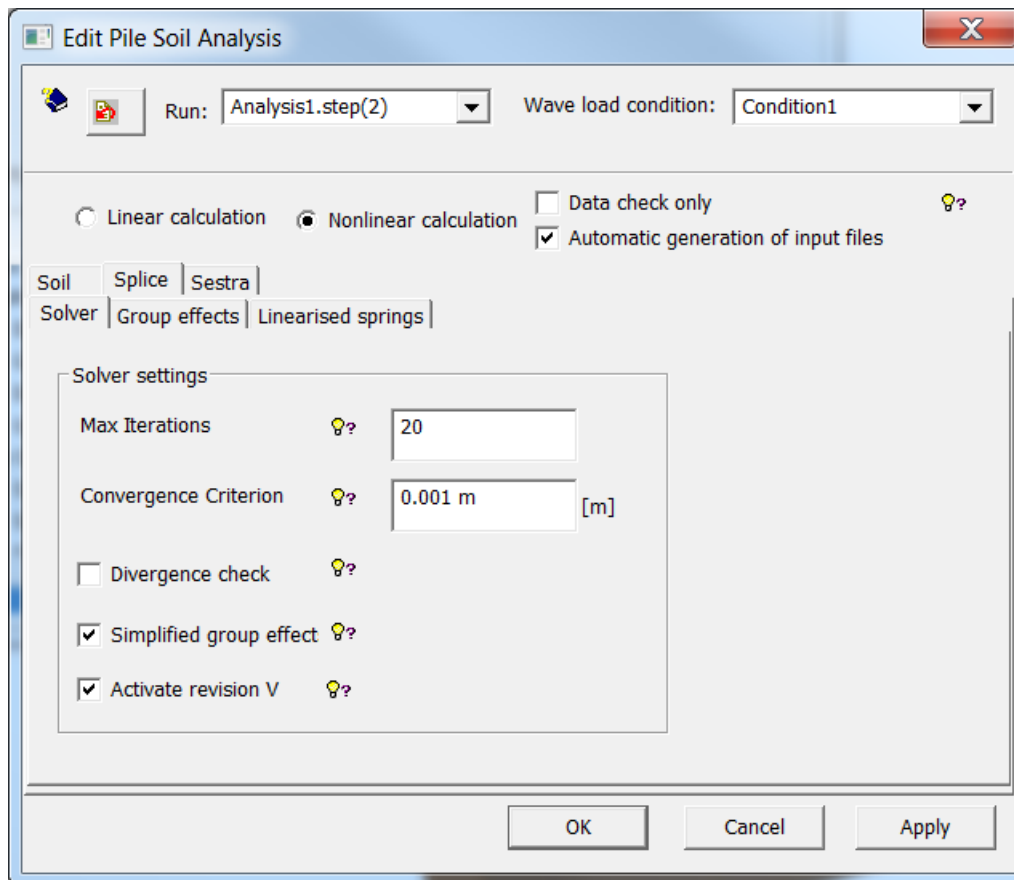 Edit Pile Soil Analysis
Run: Analysis1.step(2) Wave load condition: Condition1
Linear calculation Nonlinear calculation Data check only
Automatic generation of input files
Soil Splice Sestra
Solver Group effects Linearised springs
Solver settings
Max Iterations 20
Convergence Criterion 0.001 m [m]
Divergence check
Simplified group effect
Activate revision V
OK Cancel Apply